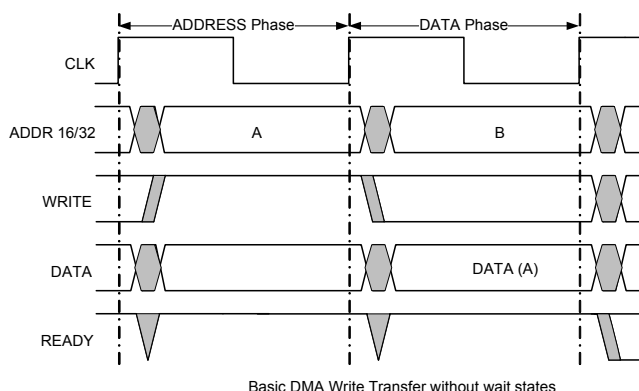 ADDRESS Phase DATA Phase
CLK
ADDR 16/32 A B
WRITE
DATA DATA (A)
READY
Basic DMA Write Transfer without wait states